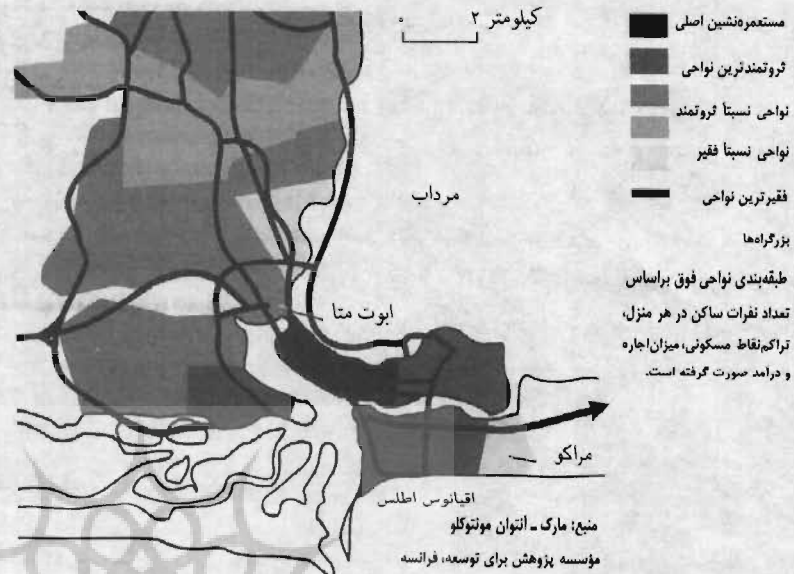 کیلومتر ۲ ۰
مستعمره‌نشین اصلی
ثروتمندترین نواحی
نواحی نسبتاً ثروتمند
نواحی نسبتاً فقیر
فقیرترین نواحی
بزرگراه‌ها
طبقه‌بندی نواحی فوق براساس
تعداد نفرات ساکن در هر منزل،
تراکم نقاط مسکونی، میزان اجاره
و درآمد صورت گرفته است.
مرداب
ابوت متا
مراکو
اقیانوس اطلس
منبع: مارک ـ آنتوان مونتوکلو
مؤسسه پژوهش برای توسعه، فرانسه